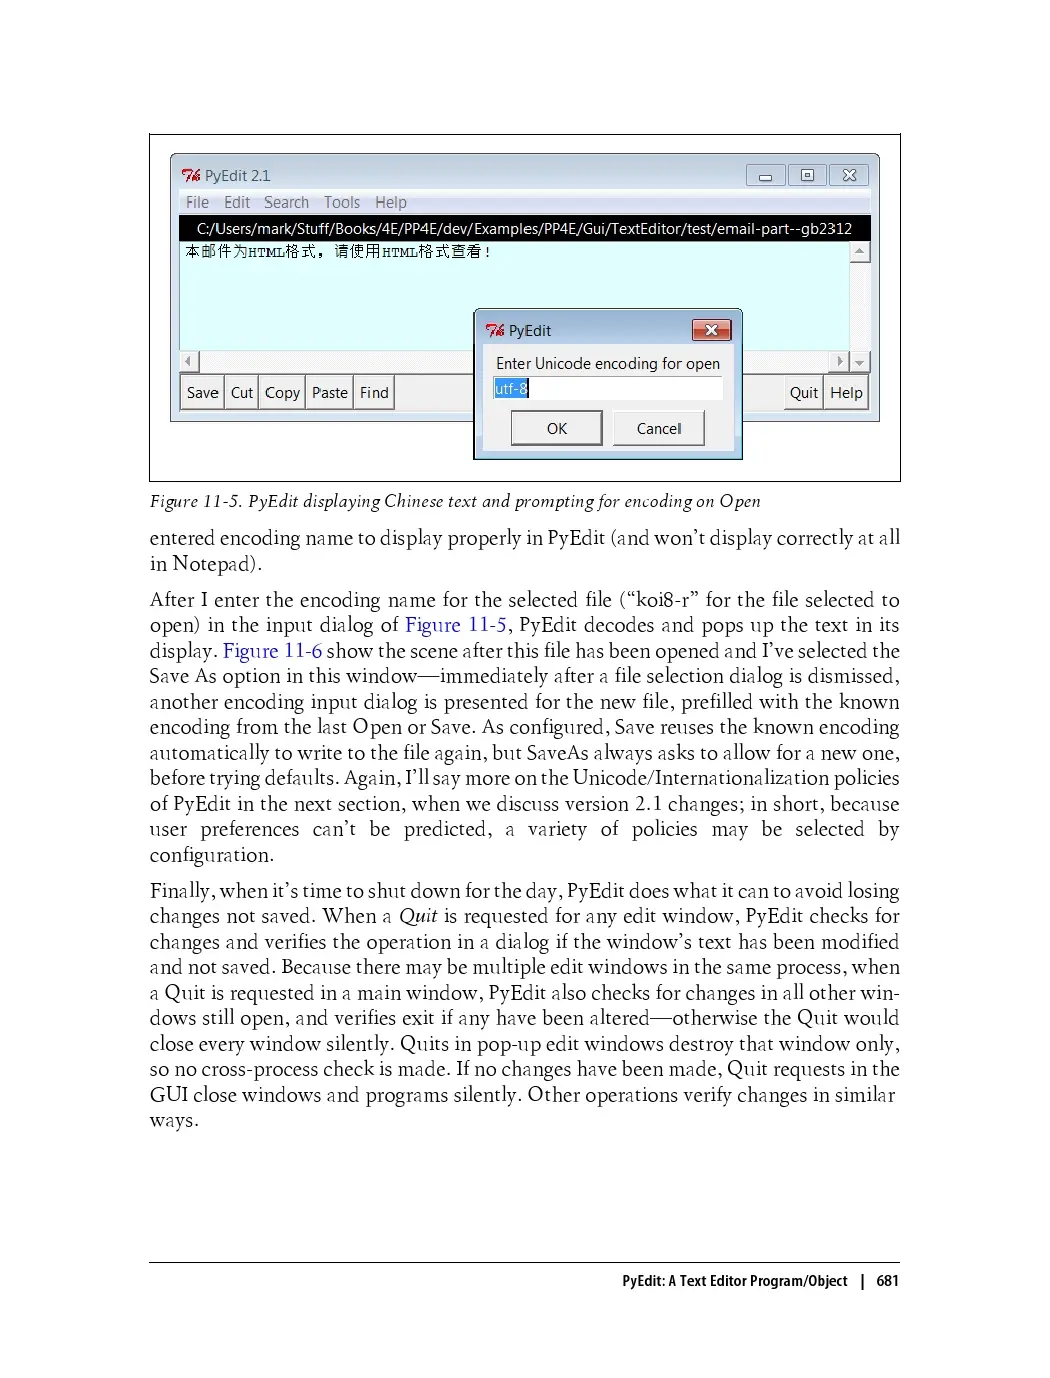 PyEdit 2.1
File Edit Search Tools Help
C:/Users/mark/Stuff/Books/4E/PP4E/dev/Examples/PP4E/Gui/TextEditor/test/email-part--gb2312
本邮件为HTML格式，请使用HTML格式查看！
PyEdit
Enter Unicode encoding for open
utf-8
OK Cancel
Save Cut Copy Paste Find Quit Help
Figure 11-5. PyEdit displaying Chinese text and prompting for encoding on Open
entered encoding name to display properly in PyEdit (and won’t display correctly at all
in Notepad).
After I enter the encoding name for the selected file (“koi8-r” for the file selected to
open) in the input dialog of Figure 11-5, PyEdit decodes and pops up the text in its
display. Figure 11-6 show the scene after this file has been opened and I’ve selected the
Save As option in this window—immediately after a file selection dialog is dismissed,
another encoding input dialog is presented for the new file, prefilled with the known
encoding from the last Open or Save. As configured, Save reuses the known encoding
automatically to write to the file again, but SaveAs always asks to allow for a new one,
before trying defaults. Again, I’ll say more on the Unicode/Internationalization policies
of PyEdit in the next section, when we discuss version 2.1 changes; in short, because
user preferences can’t be predicted, a variety of policies may be selected by
configuration.
Finally, when it’s time to shut down for the day, PyEdit does what it can to avoid losing
changes not saved. When a Quit is requested for any edit window, PyEdit checks for
changes and verifies the operation in a dialog if the window’s text has been modified
and not saved. Because there may be multiple edit windows in the same process, when
a Quit is requested in a main window, PyEdit also checks for changes in all other win-
dows still open, and verifies exit if any have been altered—otherwise the Quit would
close every window silently. Quits in pop-up edit windows destroy that window only,
so no cross-process check is made. If no changes have been made, Quit requests in the
GUI close windows and programs silently. Other operations verify changes in similar
ways.
PyEdit: A Text Editor Program/Object | 681